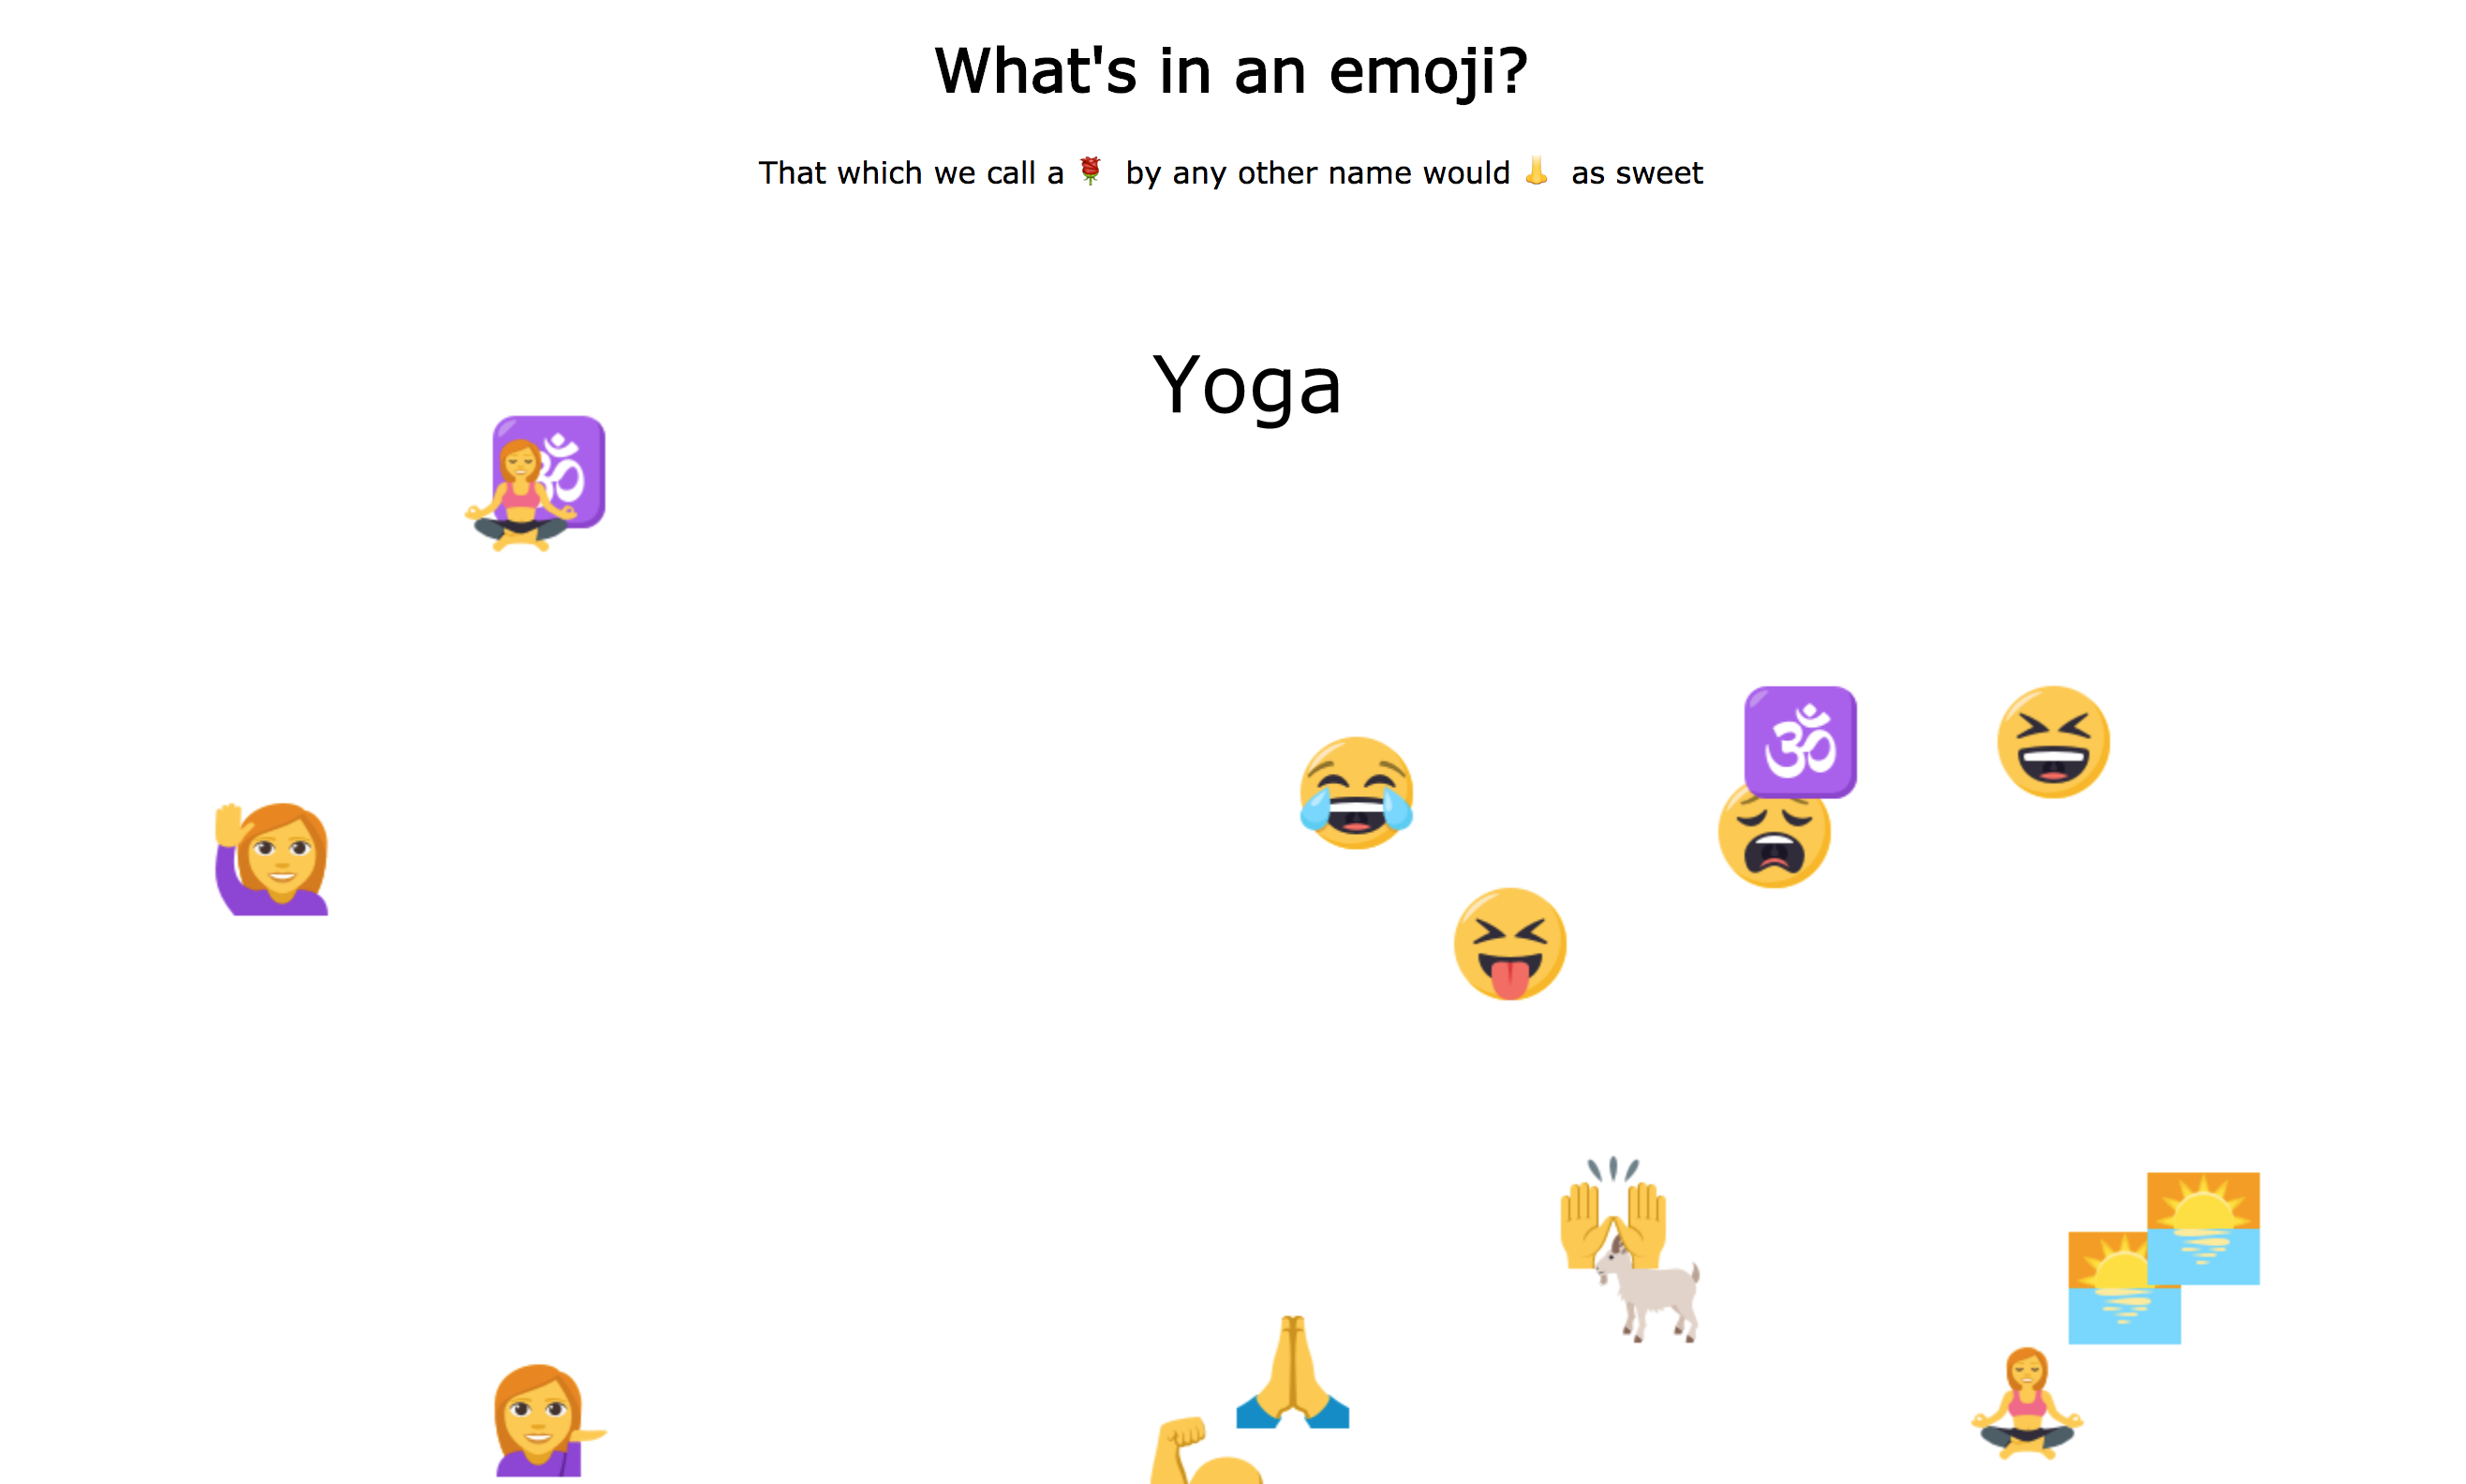 What's in an emoji?
That which we call a 🌹 by any other name would 👃 as sweet
Yoga
ॐ
ॐ